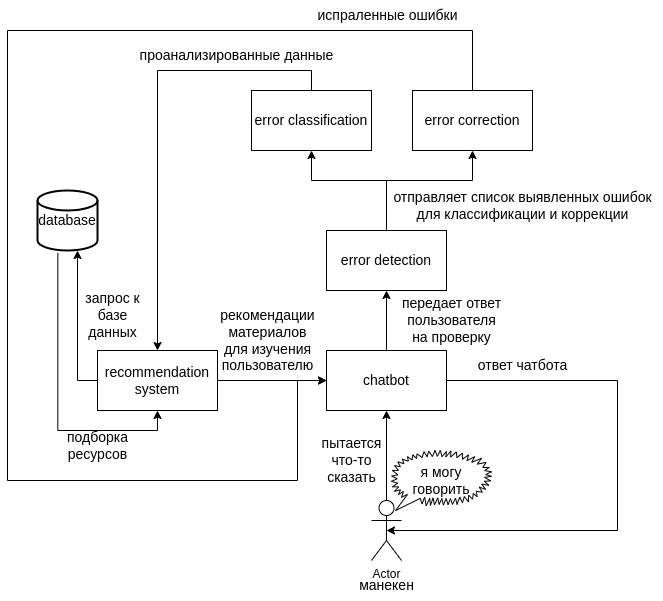 испраленные ошибки
проанализированные данные
error classification
error correction
отправляет список выявленных ошибок
для классификации и коррекции
database
error detection
запрос к
базе
данных
рекомендации
материалов
для изучения
пользователю
передает ответ
пользователя
на проверку
recommendation
system
chatbot
ответ чатбота
подборка
ресурсов
пытается
что-то
сказать
я могу
говорить
Actor
манекен